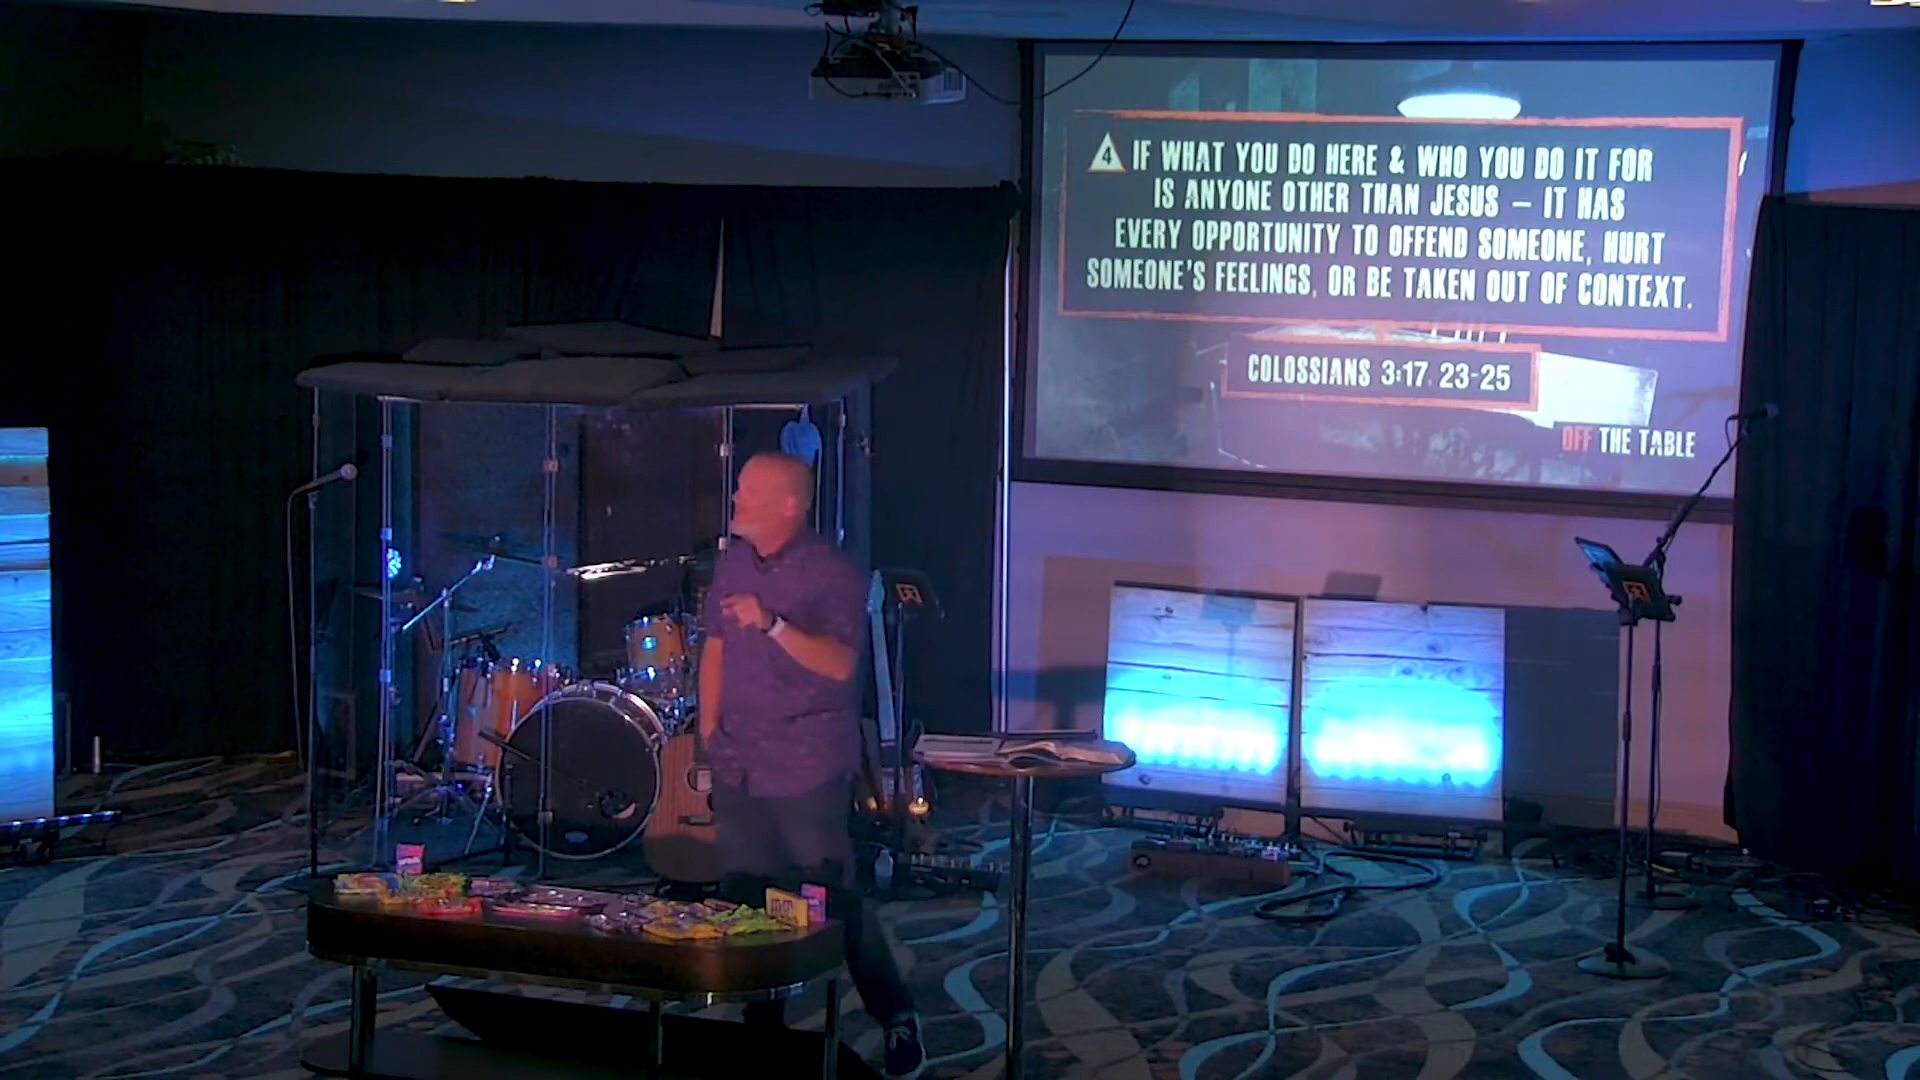 4 IF WHAT YOU DO HERE & WHO YOU DO IT FOR
IS ANYONE OTHER THAN JESUS – IT HAS
EVERY OPPORTUNITY TO OFFEND SOMEONE, HURT
SOMEONE'S FEELINGS, OR BE TAKEN OUT OF CONTEXT.
COLOSSIANS 3:17, 23-25
OFF THE TABLE
m&m